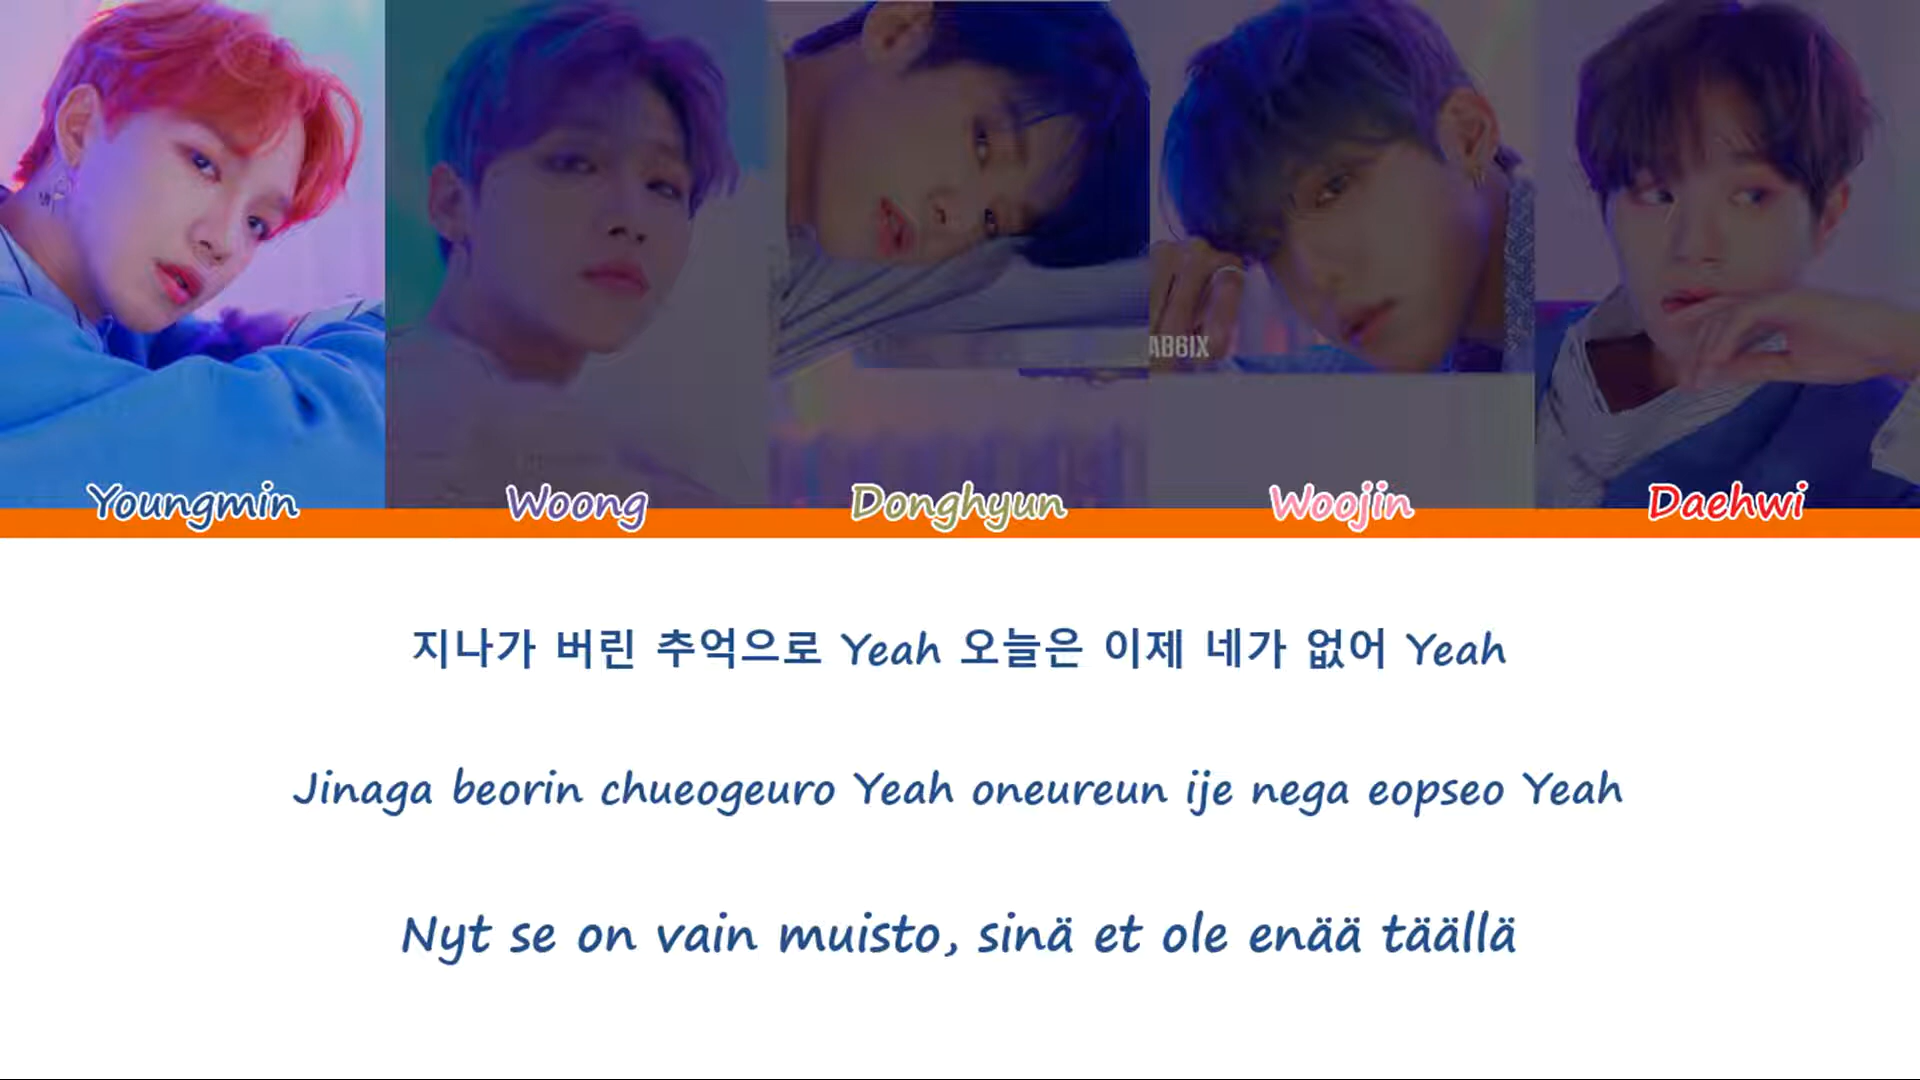 AB6IX
Youngmin Woong Donghyun Woojin Daehwi
지나가 버린 추억으로 Yeah 오늘은 이제 네가 없어 Yeah
Jinaga beorin chueogeuro Yeah oneureun ije nega eopseo Yeah
Nyt se on vain muisto, sinä et ole enää täällä